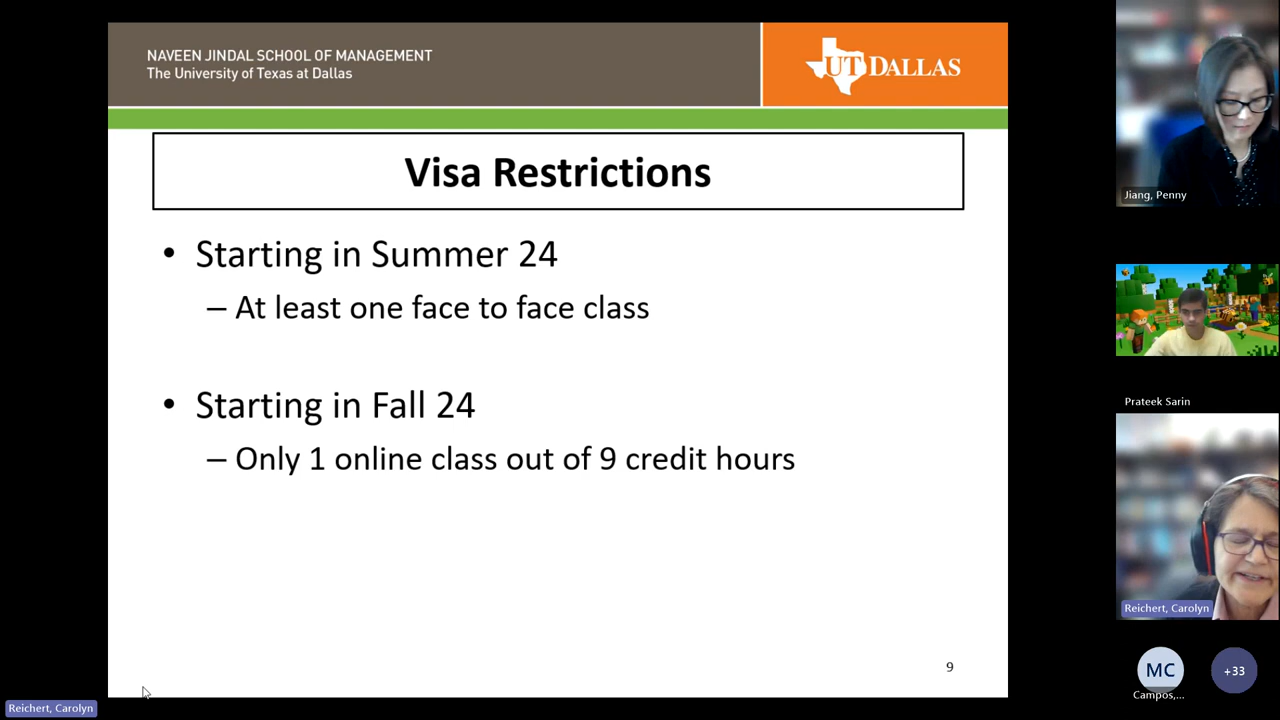 NAVEEN JINDAL SCHOOL OF MANAGEMENT
The University of Texas at Dallas
UT DALLAS
Visa Restrictions
• Starting in Summer 24
– At least one face to face class
• Starting in Fall 24
– Only 1 online class out of 9 credit hours
9
Jiang, Penny
Prateek Sarin
Reichert, Carolyn
MC
+33
Campos,...
Reichert, Carolyn